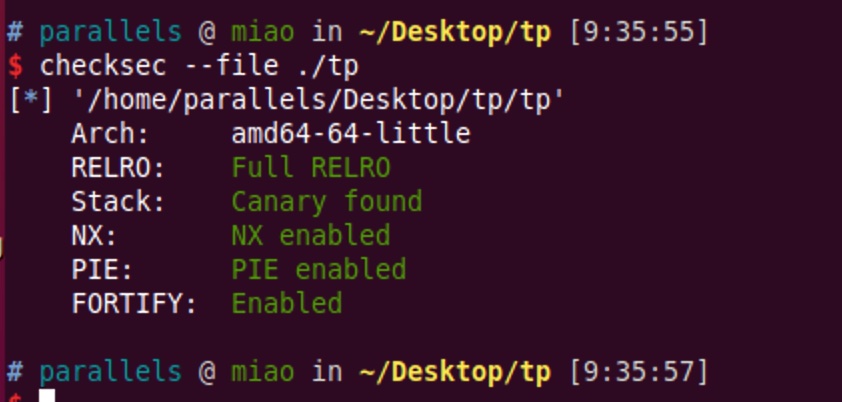 # parallels @ miao in ~/Desktop/tp [9:35:55]
$ checksec --file ./tp
[*] '/home/parallels/Desktop/tp/tp'
    Arch:     amd64-64-little
    RELRO:    Full RELRO
    Stack:    Canary found
    NX:       NX enabled
    PIE:      PIE enabled
    FORTIFY:  Enabled
# parallels @ miao in ~/Desktop/tp [9:35:57]
$